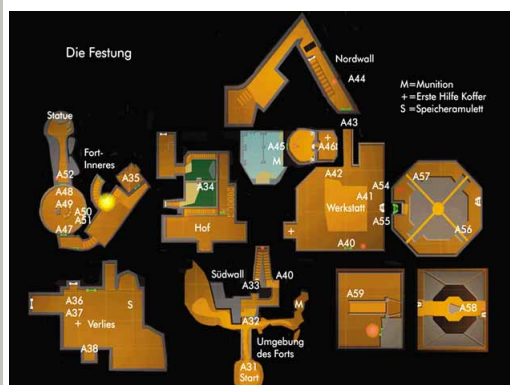 Die Festung
Nordwall
A44
M=Munition
+=Erste Hilfe Koffer
S =Speicheramulett
Statue
Fort-
Inneres
A52
A48
A49
A50
A51
A47
A35
A34
Hof
A45
M
+
A46
A43
A42
A41
Werkstatt
A54
A55
A40
+
A57
A56
A36
A37
+ Verlies
S
A38
Südwall
A40
A33
A32
M
Umgebung
des Forts
A31
Start
A59
A58